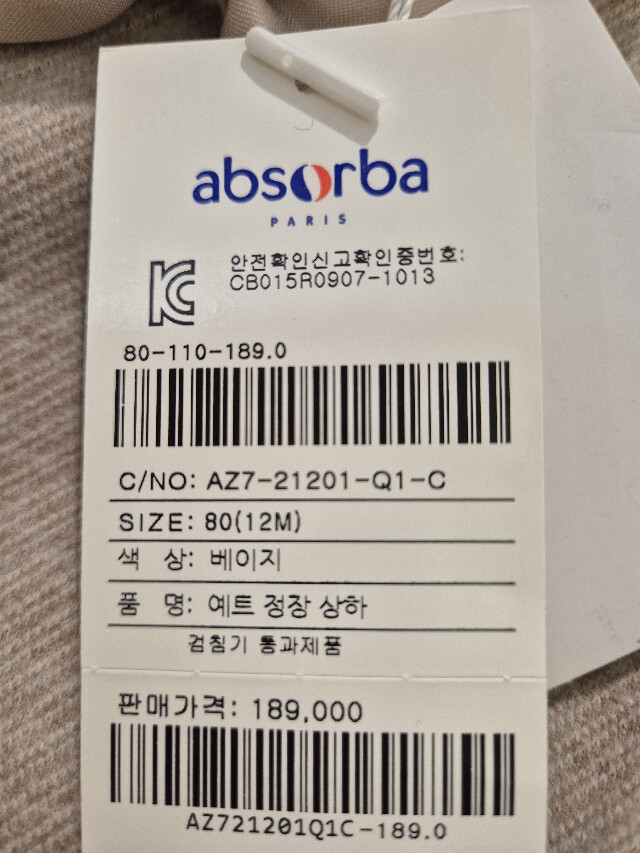 absorba
PARIS
안전확인신고확인증번호:
CB015R0907-1013
80-110-189.0
C/NO: AZ7-21201-Q1-C
SIZE: 80(12M)
색 상: 베이지
품 명: 예트 정장 상하
검침기 통과제품
판매가격: 189,000
AZ721201Q1C-189.0